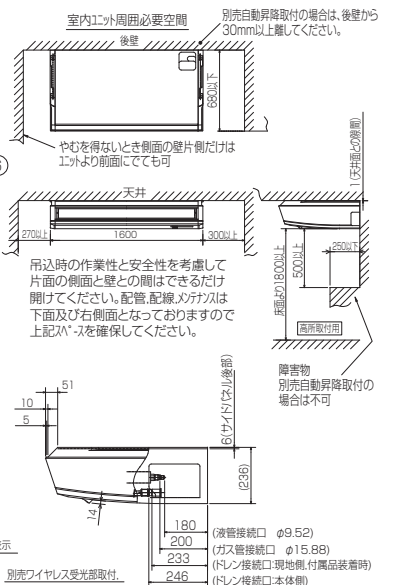 室内ユニット周囲必要空間
別売自動昇降取付の場合は、後壁から
30mm以上離してください。
後壁
680以下
やむを得ないとき側面の壁片側だけは
ユニットより前面にでても可
天井
1(天井面との隙間)
270以上
1600
300以上
250以下
500以上
床面より1800以上
吊込時の作業性と安全性を考慮して
片面の側面と壁との間はできるだけ
開けてください。配管,配線,メンテナンスは
下面及び右側面となっておりますので
上記スペースを確保してください。
高所取付用
障害物
別売自動昇降取付の
場合は不可
51
10
5
6(サイドパネル後部)
(236)
14
180
(液管接続口 φ9.52)
200
(ガス管接続口 φ15.88)
233
(ドレン接続口:現地側,付属品装着時)
246
(ドレン接続口:本体側)
示
別売ワイヤレス受光部取付.